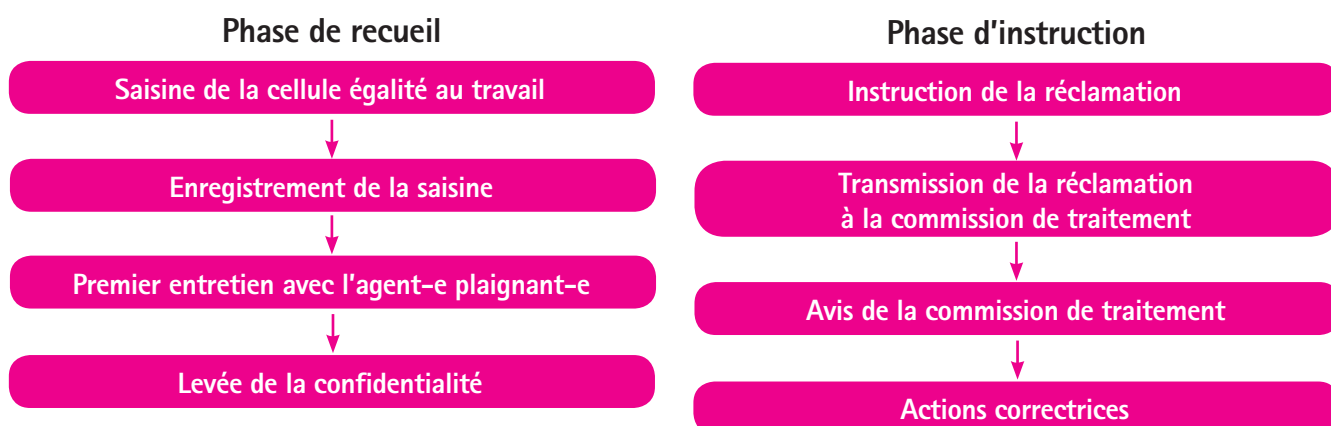 Phase de recueil
Saisine de la cellule égalité au travail
Enregistrement de la saisine
Premier entretien avec l'agent-e plaignant-e
Levée de la confidentialité
Phase d'instruction
Instruction de la réclamation
Transmission de la réclamation
à la commission de traitement
Avis de la commission de traitement
Actions correctrices